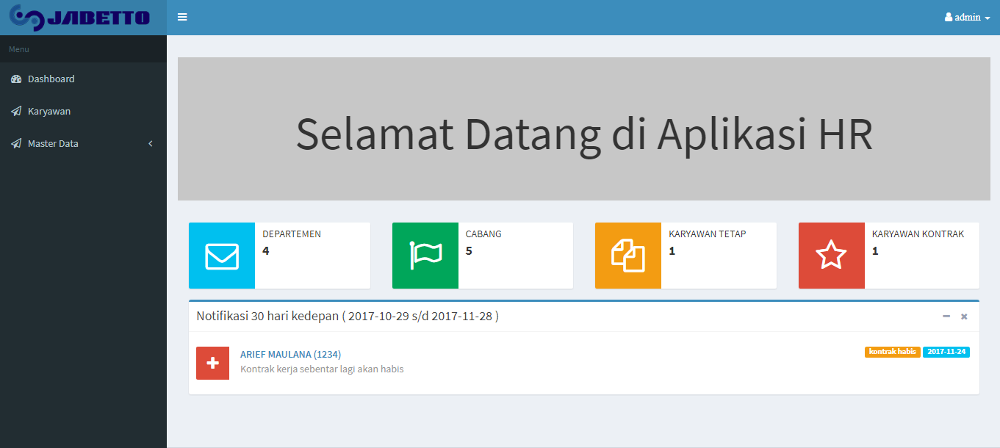 JABETTO
admin
Menu
Dashboard
Karyawan
Master Data
Selamat Datang di Aplikasi HR
DEPARTEMEN
4
CABANG
5
KARYAWAN TETAP
1
KARYAWAN KONTRAK
1
Notifikasi 30 hari kedepan ( 2017-10-29 s/d 2017-11-28 )
ARIEF MAULANA (1234)
kontrak habis 2017-11-24
Kontrak kerja sebentar lagi akan habis